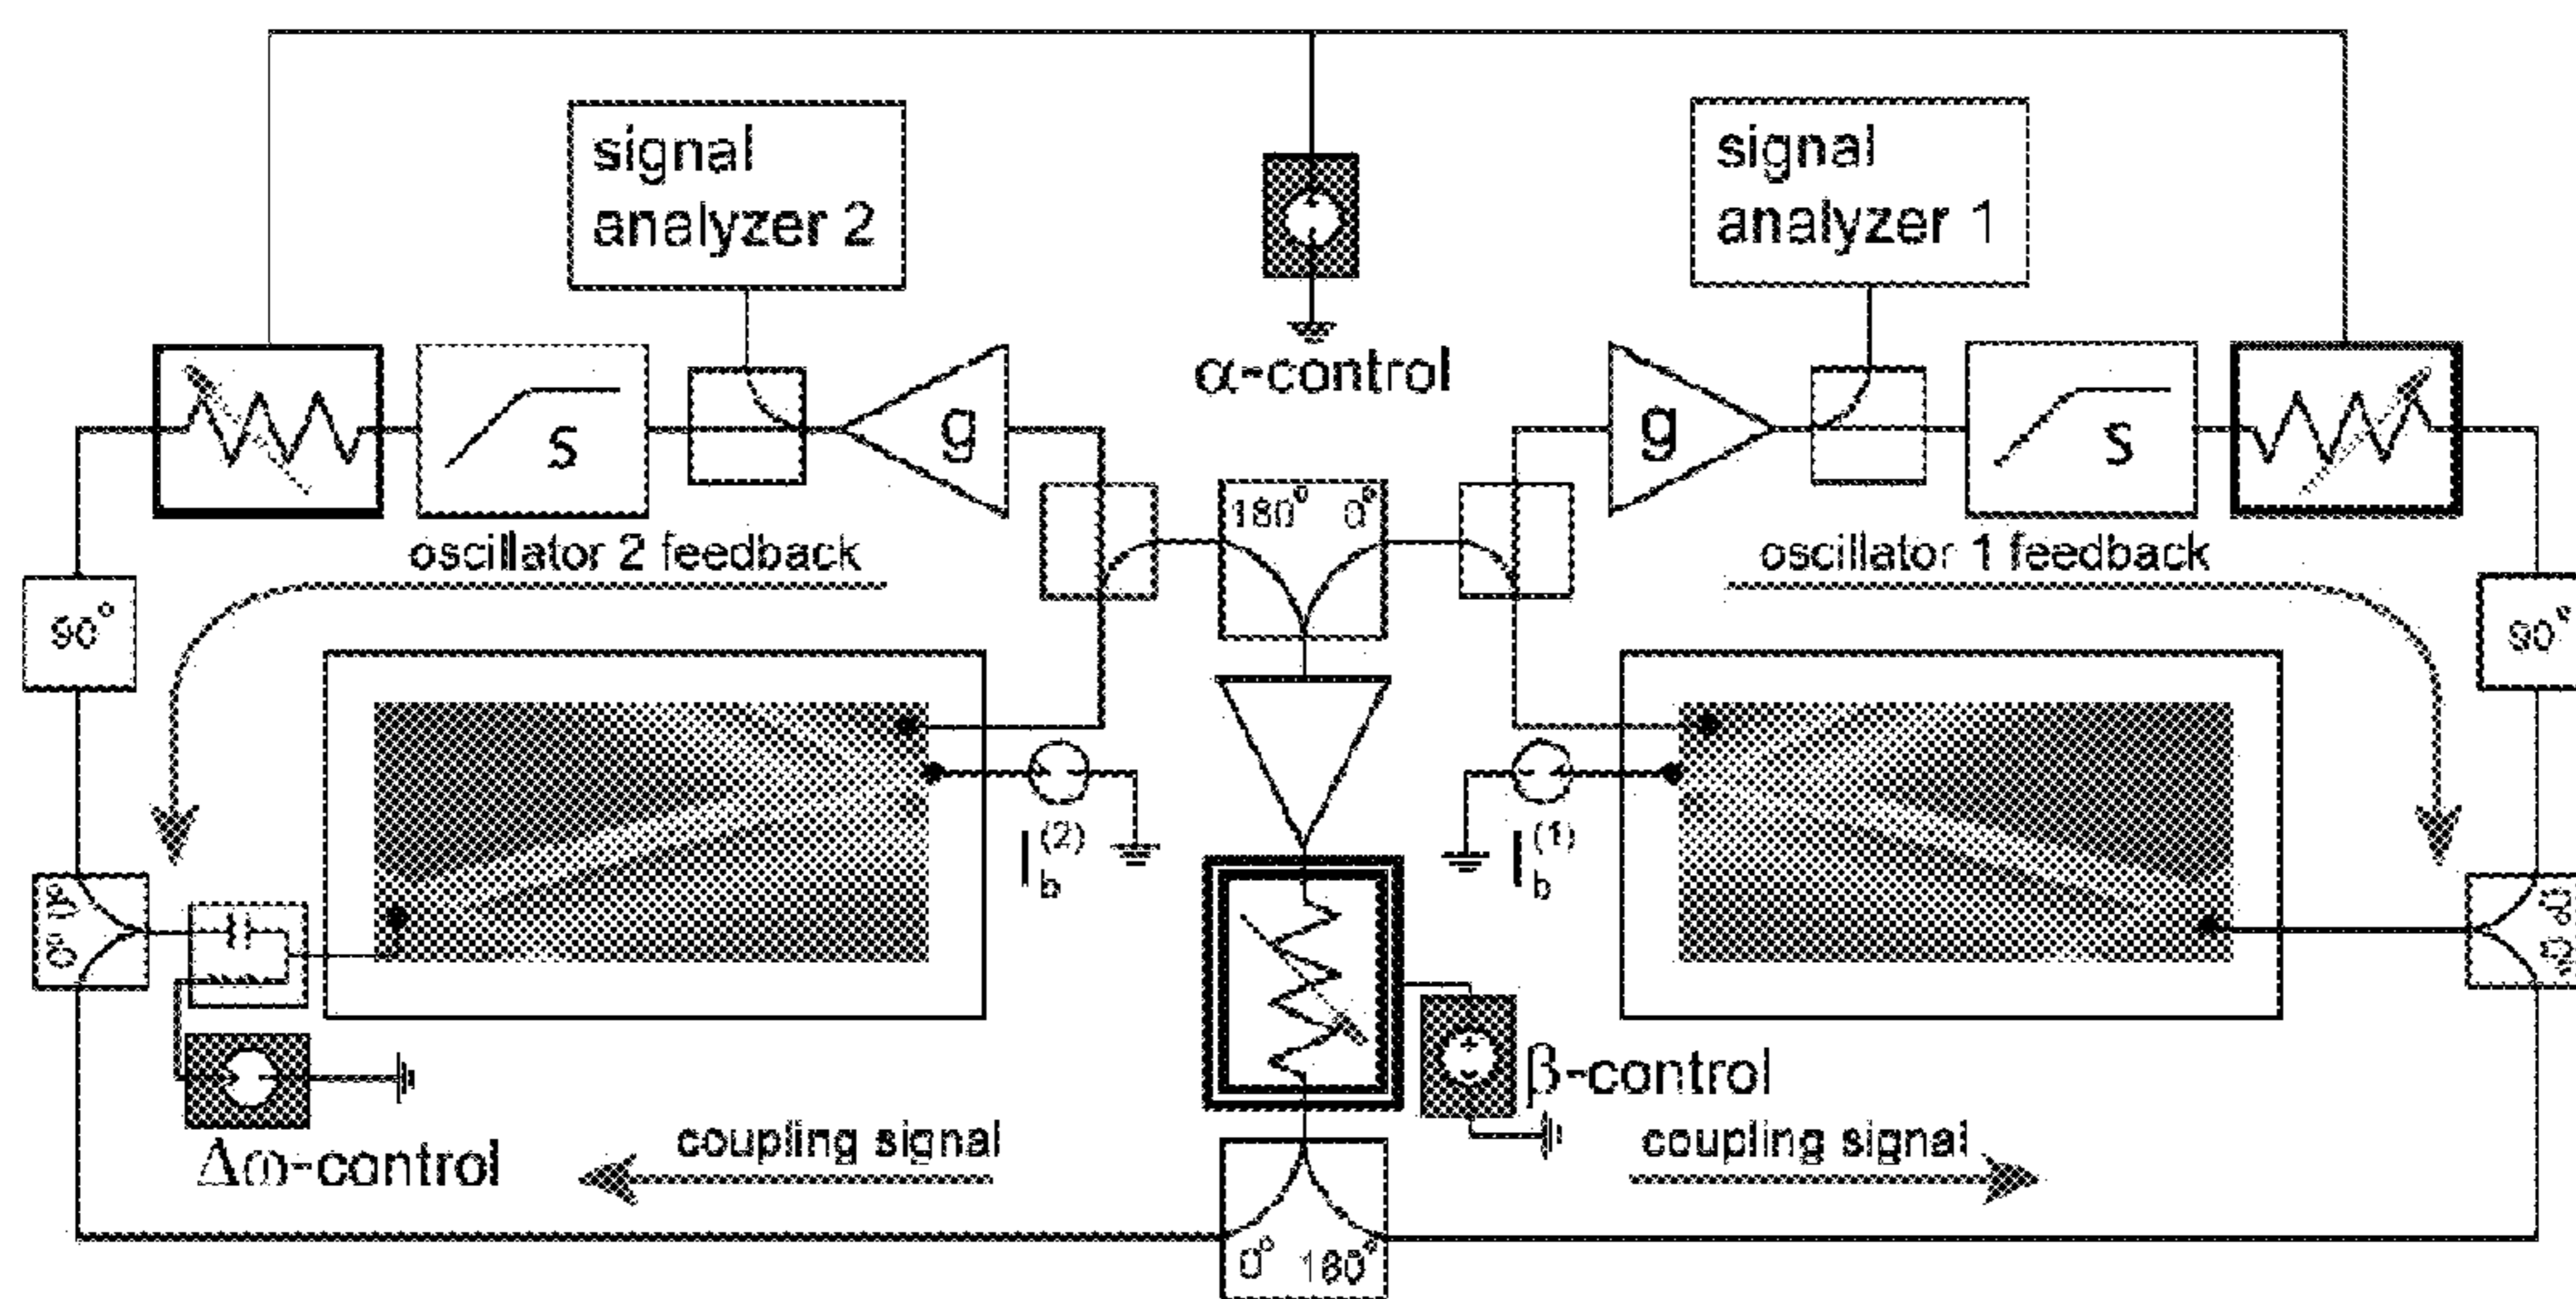 signal
analyzer 2
signal
analyzer 1
α-control
g
g
s
s
180° 0°
oscillator 2 feedback
oscillator 1 feedback
90°
90°
I_b^(2)
I_b^(1)
0° 0°
β-control
Δω-control
coupling signal
coupling signal
0° 180°